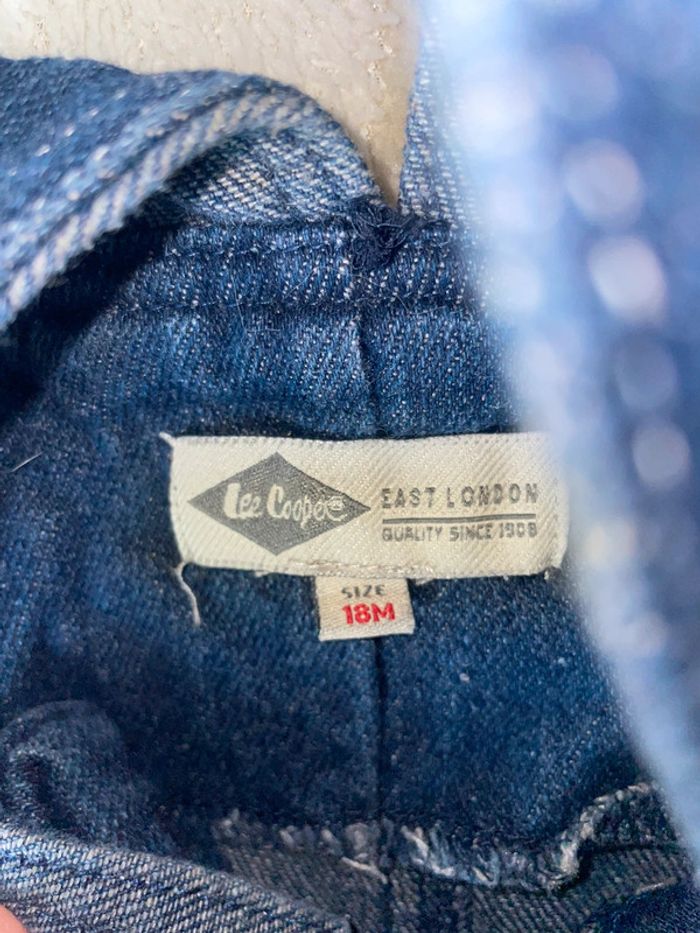 Lee Cooper
EAST LONDON
QUALITY SINCE 1908
SIZE
18M